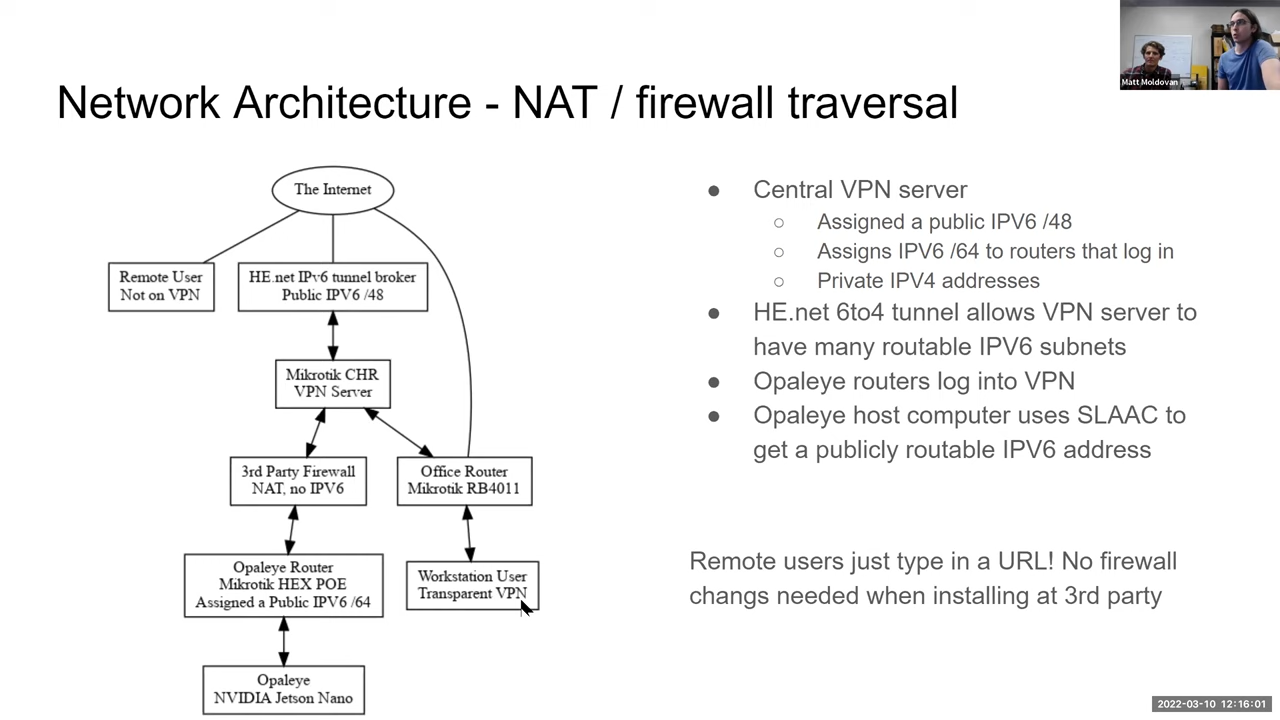 Matt Moldovan
Network Architecture - NAT / firewall traversal
The Internet
Remote User
Not on VPN
HE.net IPv6 tunnel broker
Public IPV6 /48
Mikrotik CHR
VPN Server
3rd Party Firewall
NAT, no IPV6
Office Router
Mikrotik RB4011
Opaleye Router
Mikrotik HEX POE
Assigned a Public IPV6 /64
Workstation User
Transparent VPN
Opaleye
NVIDIA Jetson Nano
● Central VPN server
○ Assigned a public IPV6 /48
○ Assigns IPV6 /64 to routers that log in
○ Private IPV4 addresses
● HE.net 6to4 tunnel allows VPN server to
have many routable IPV6 subnets
● Opaleye routers log into VPN
● Opaleye host computer uses SLAAC to
get a publicly routable IPV6 address
Remote users just type in a URL! No firewall
changs needed when installing at 3rd party
2022-03-10 12:16:01